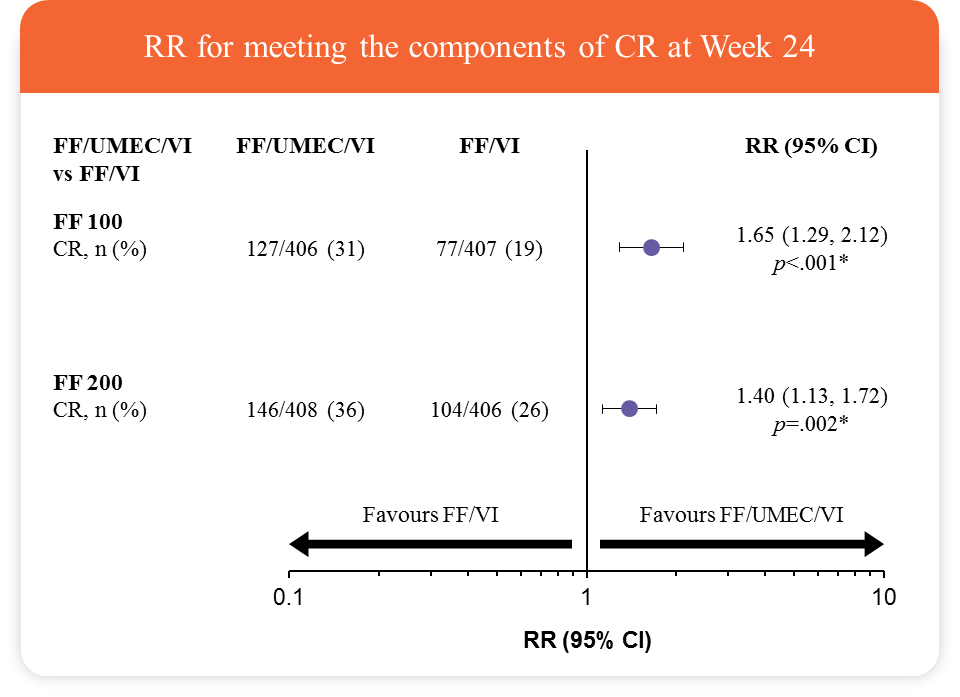 RR for meeting the components of CR at Week 24
FF/UMEC/VI FF/UMEC/VI FF/VI RR (95% CI)
vs FF/VI
FF 100
CR, n (%) 127/406 (31) 77/407 (19) 1.65 (1.29, 2.12)
p<.001*
FF 200
CR, n (%) 146/408 (36) 104/406 (26) 1.40 (1.13, 1.72)
p=.002*
Favours FF/VI Favours FF/UMEC/VI
0.1 1 10
RR (95% CI)